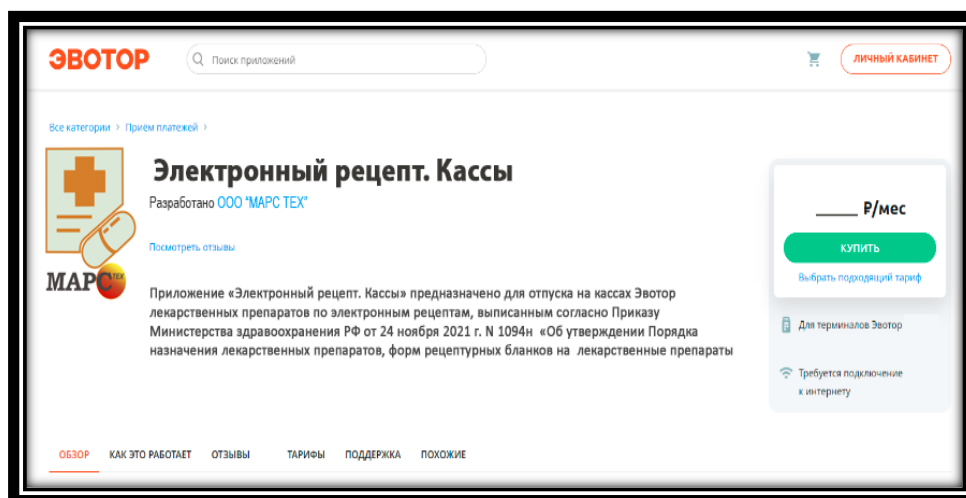 ЭВОТОР
Поиск приложений
ЛИЧНЫЙ КАБИНЕТ
Все категории > Приём платежей >
Электронный рецепт. Кассы
Разработано ООО "МАРС ТЕХ"
Посмотреть отзывы
МАРС ТЕХ
Приложение «Электронный рецепт. Кассы» предназначено для отпуска на кассах Эвотор
лекарственных препаратов по электронным рецептам, выписанным согласно Приказу
Министерства здравоохранения РФ от 24 ноября 2021 г. N 1094н «Об утверждении Порядка
назначения лекарственных препаратов, форм рецептурных бланков на лекарственные препараты
_____ ₽/мес
КУПИТЬ
Выбрать подходящий тариф
Для терминалов Эвотор
Требуется подключение
к интернету
ОБЗОР КАК ЭТО РАБОТАЕТ ОТЗЫВЫ ТАРИФЫ ПОДДЕРЖКА ПОХОЖИЕ